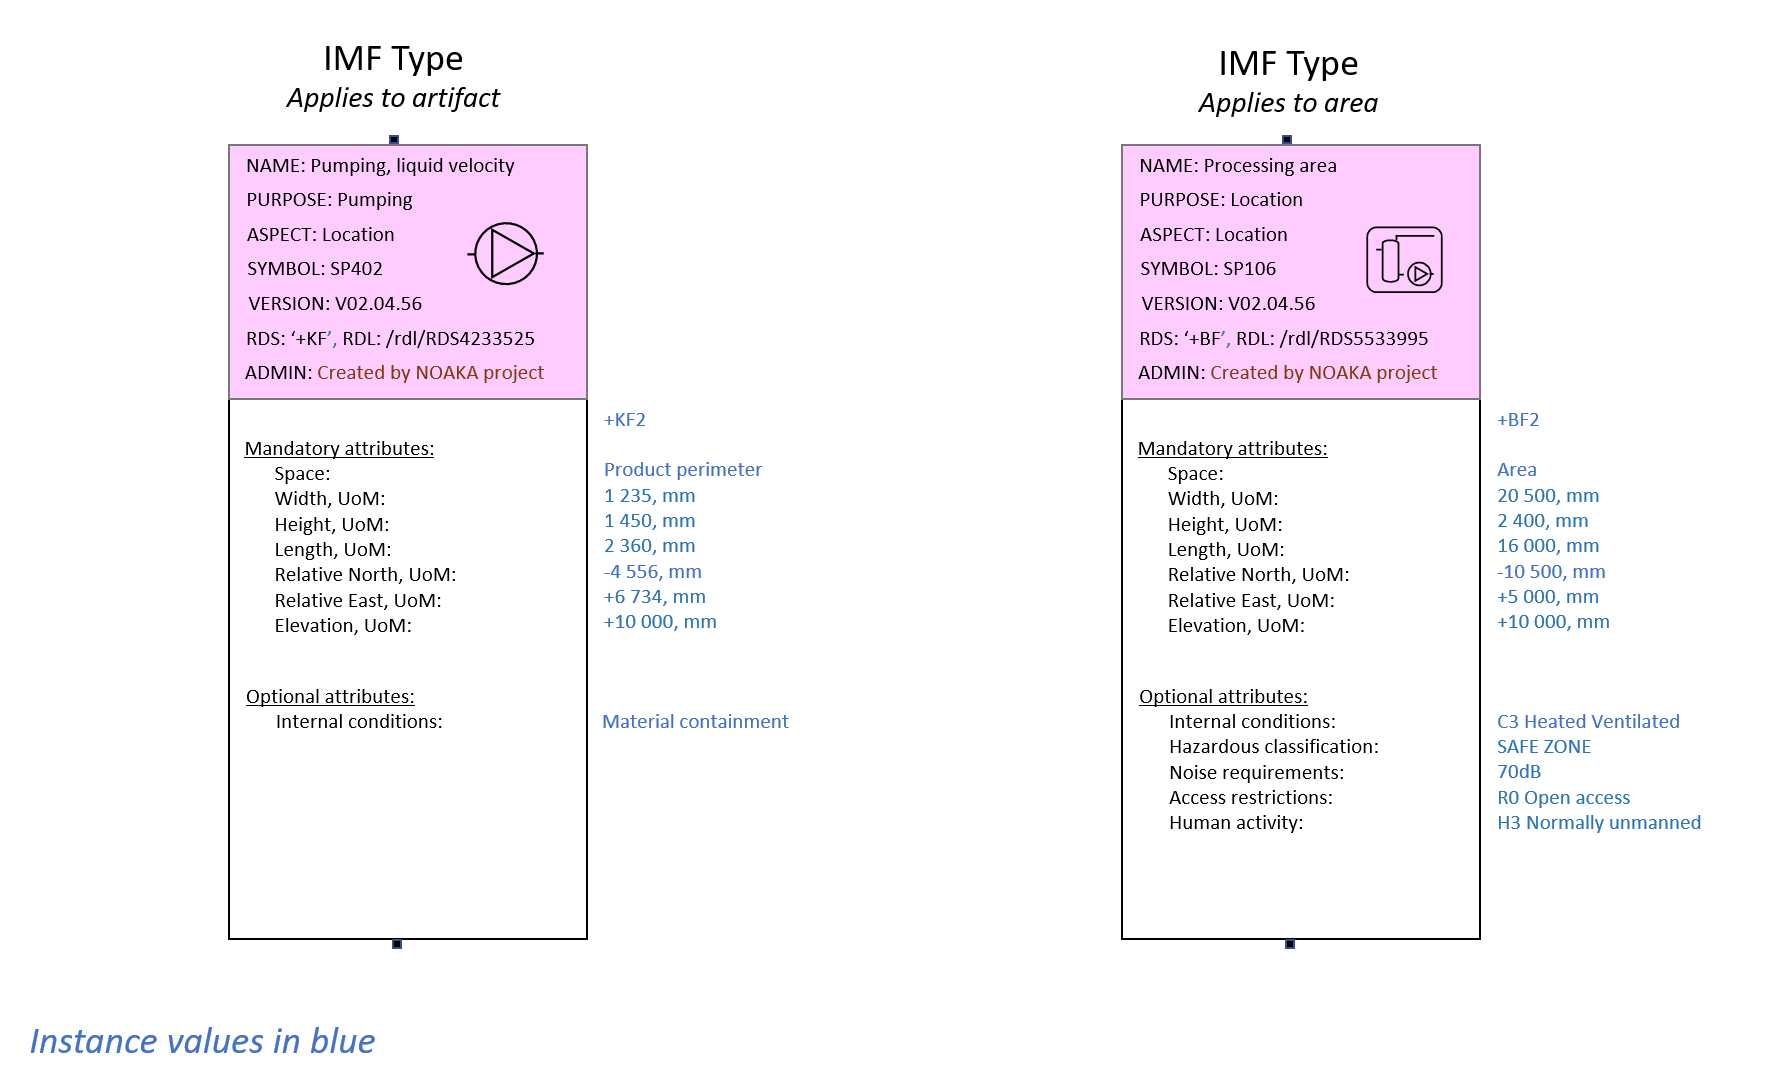 IMF Type
Applies to artifact
NAME: Pumping, liquid velocity
PURPOSE: Pumping
ASPECT: Location
SYMBOL: SP402
VERSION: V02.04.56
RDS: ‘+KF’, RDL: /rdl/RDS4233525
ADMIN: Created by NOAKA project
+KF2
Mandatory attributes:
Space: Product perimeter
Width, UoM: 1 235, mm
Height, UoM: 1 450, mm
Length, UoM: 2 360, mm
Relative North, UoM: -4 556, mm
Relative East, UoM: +6 734, mm
Elevation, UoM: +10 000, mm
Optional attributes:
Internal conditions: Material containment
IMF Type
Applies to area
NAME: Processing area
PURPOSE: Location
ASPECT: Location
SYMBOL: SP106
VERSION: V02.04.56
RDS: ‘+BF’, RDL: /rdl/RDS5533995
ADMIN: Created by NOAKA project
+BF2
Mandatory attributes:
Space: Area
Width, UoM: 20 500, mm
Height, UoM: 2 400, mm
Length, UoM: 16 000, mm
Relative North, UoM: -10 500, mm
Relative East, UoM: +5 000, mm
Elevation, UoM: +10 000, mm
Optional attributes:
Internal conditions: C3 Heated Ventilated
Hazardous classification: SAFE ZONE
Noise requirements: 70dB
Access restrictions: R0 Open access
Human activity: H3 Normally unmanned
Instance values in blue